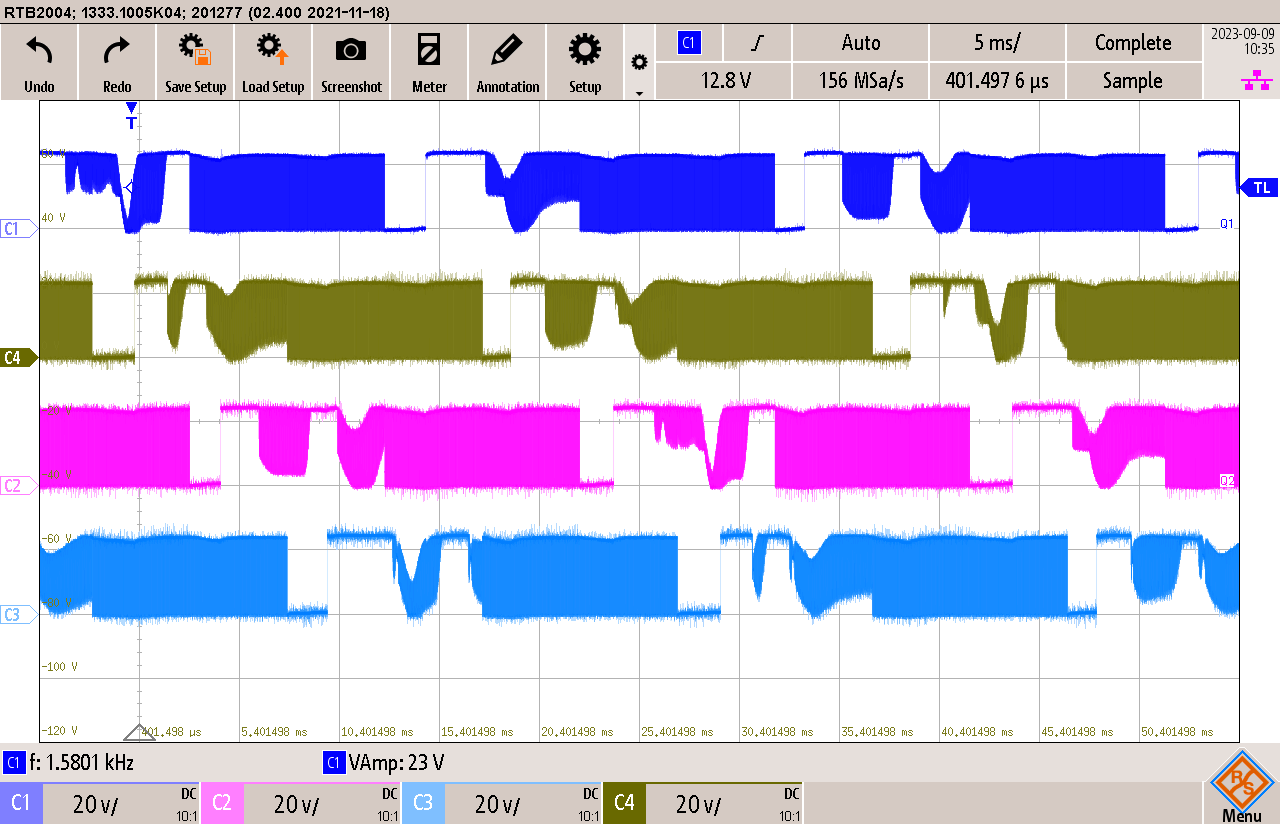 RTB2004; 1333.1005K04; 201277 (02.400 2021-11-18)
Undo
Redo
Save Setup
Load Setup
Screenshot
Meter
Annotation
Setup
C1
Auto
5 ms/
Complete
12.8 V
156 MSa/s
401.497 6 µs
Sample
2023-09-09
10:35
T
TL
40 V
C1
Q1
C4
-40 V
C2
Q2
-60 V
-80 V
C3
-100 V
-120 V
401,498 µs
5,401498 ms
10,401498 ms
15,401498 ms
20,401498 ms
25,401498 ms
30,401498 ms
35,401498 ms
40,401498 ms
45,401498 ms
50,401498 ms
C1 f: 1.5801 kHz
C1 VAmp: 23 V
C1 20 v/ DC 10:1
C2 20 v/ DC 10:1
C3 20 v/ DC 10:1
C4 20 v/ DC 10:1
R S
Menu